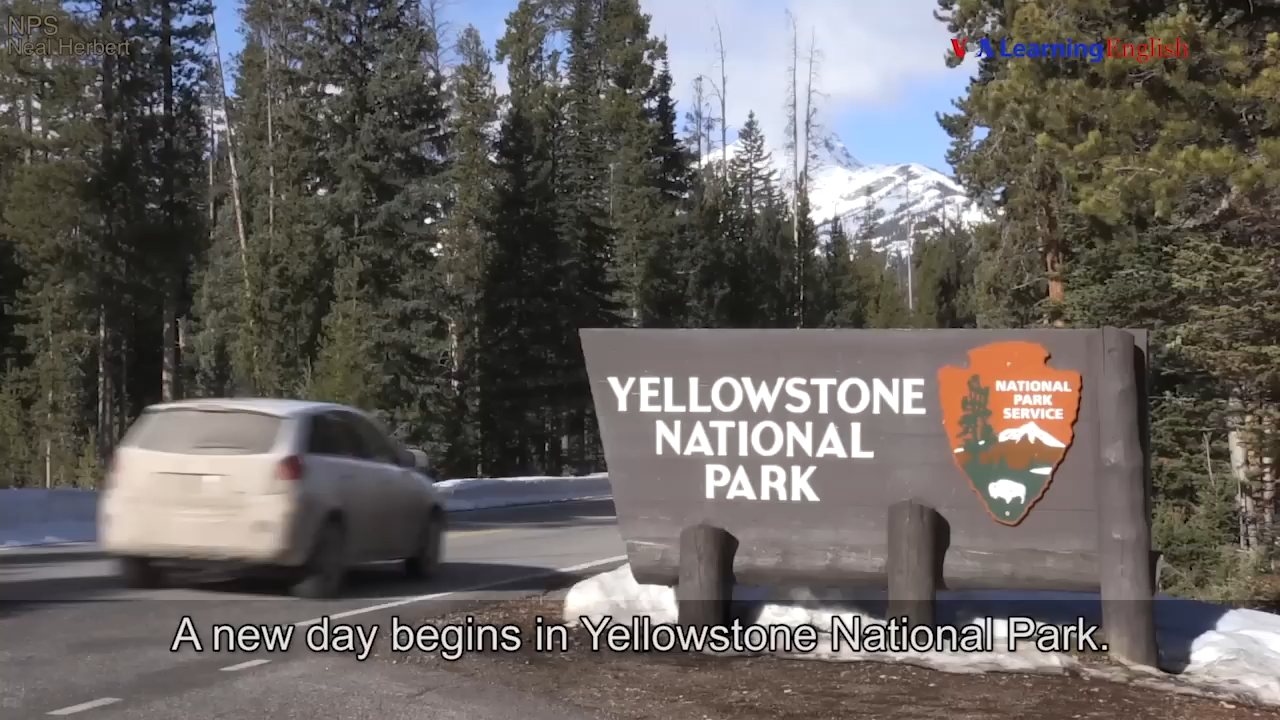 NPS
Neal Herbert
VOA Learning English
YELLOWSTONE
NATIONAL
PARK
NATIONAL
PARK
SERVICE
A new day begins in Yellowstone National Park.